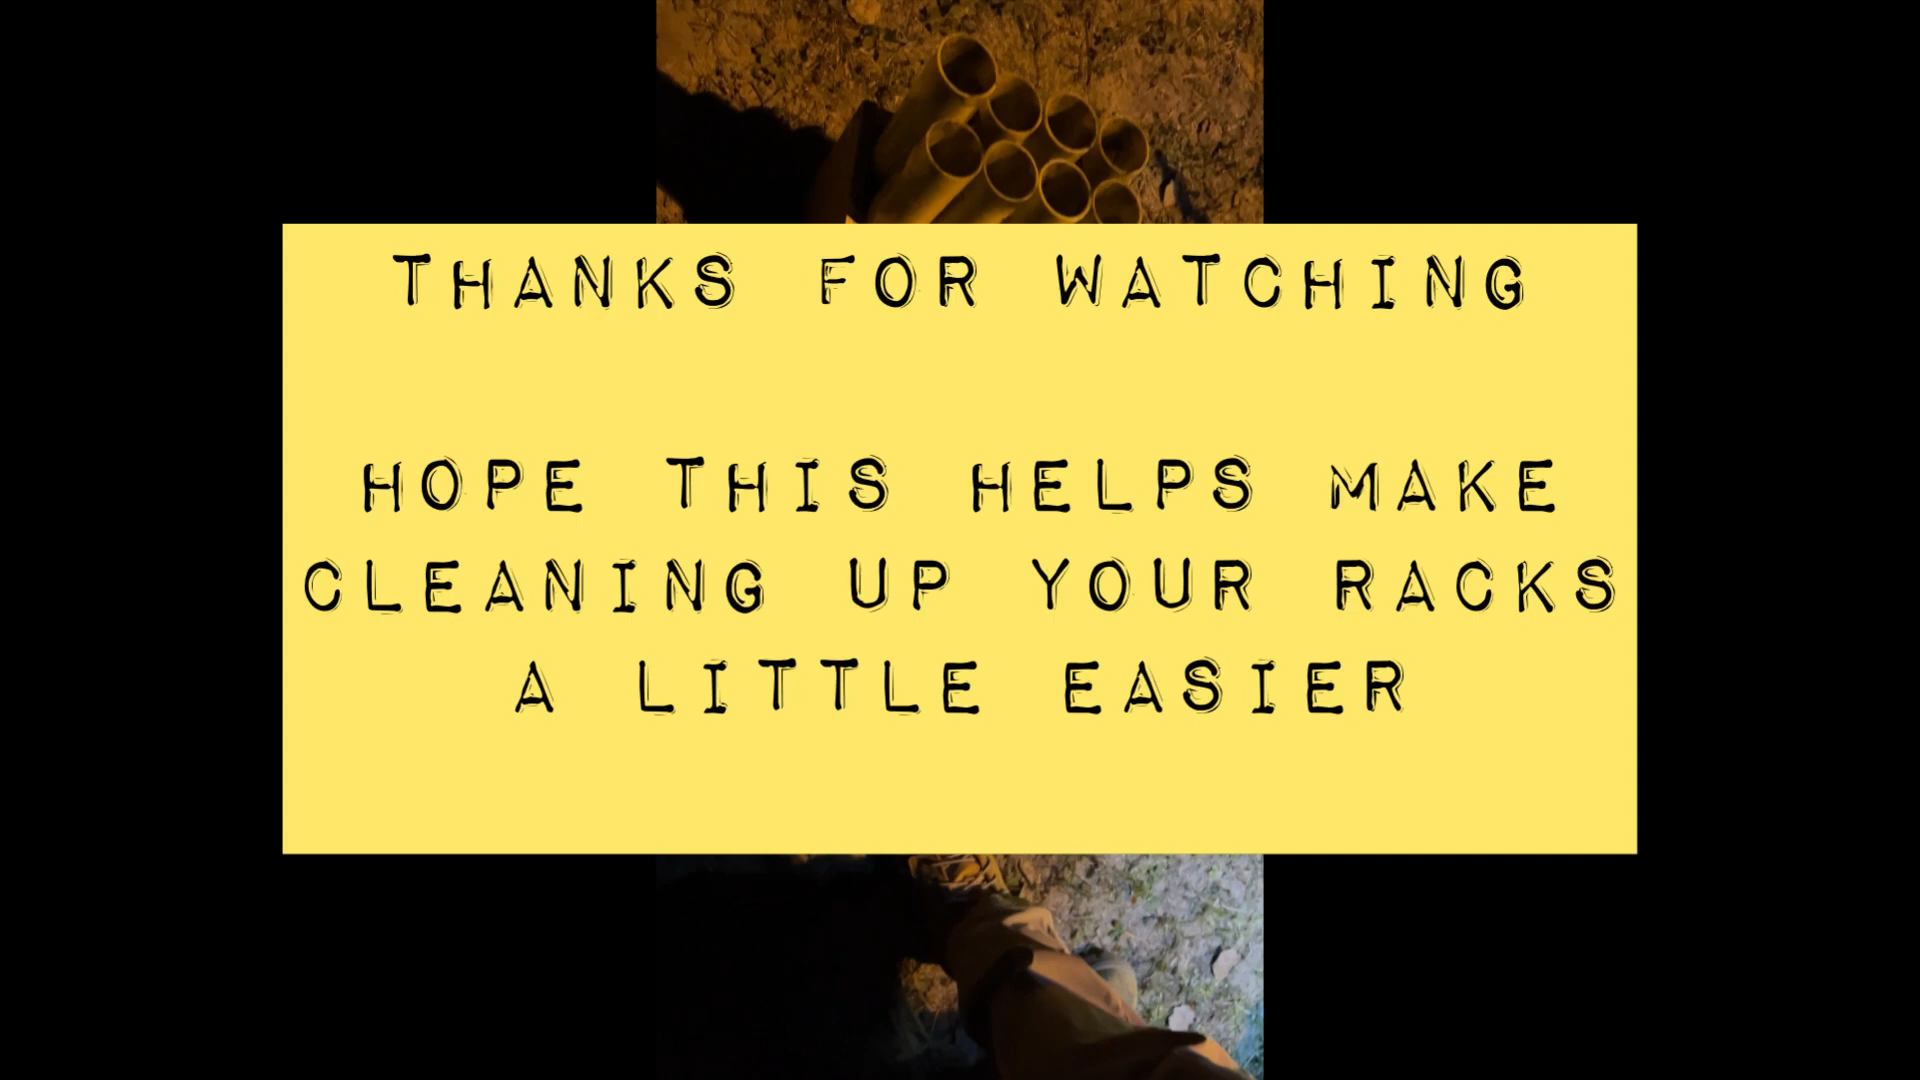 THANKS FOR WATCHING
HOPE THIS HELPS MAKE
CLEANING UP YOUR RACKS
A LITTLE EASIER